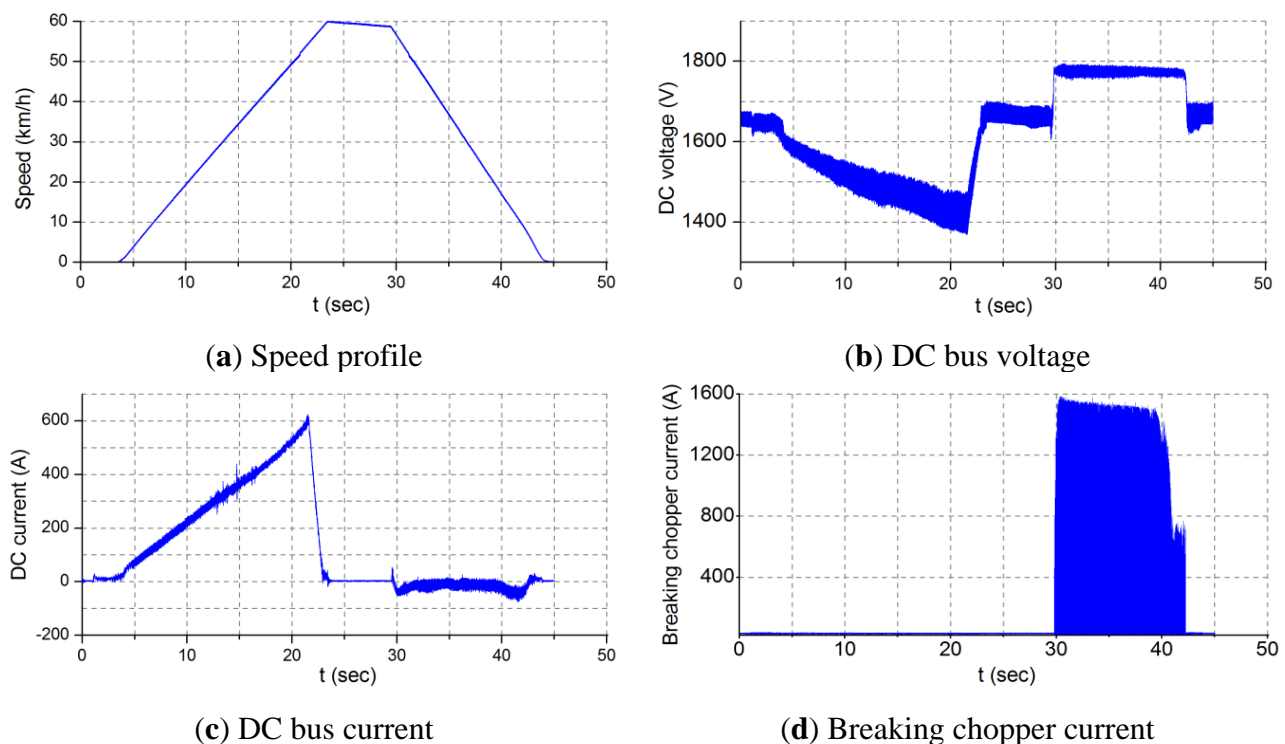 Speed (km/h)
60
50
40
30
20
10
0
0 10 20 30 40 50
t (sec)
(a) Speed profile
DC voltage (V)
1800
1600
1400
0 10 20 30 40 50
t (sec)
(b) DC bus voltage
DC current (A)
600
400
200
0
-200
0 10 20 30 40 50
t (sec)
(c) DC bus current
Breaking chopper current (A)
1600
1200
800
400
0 10 20 30 40 50
t (sec)
(d) Breaking chopper current